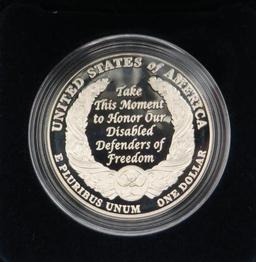 UNITED STATES of AMERICA
Take
This Moment
to Honor Our
Disabled
Defenders of
Freedom
E PLURIBUS UNUM ONE DOLLAR